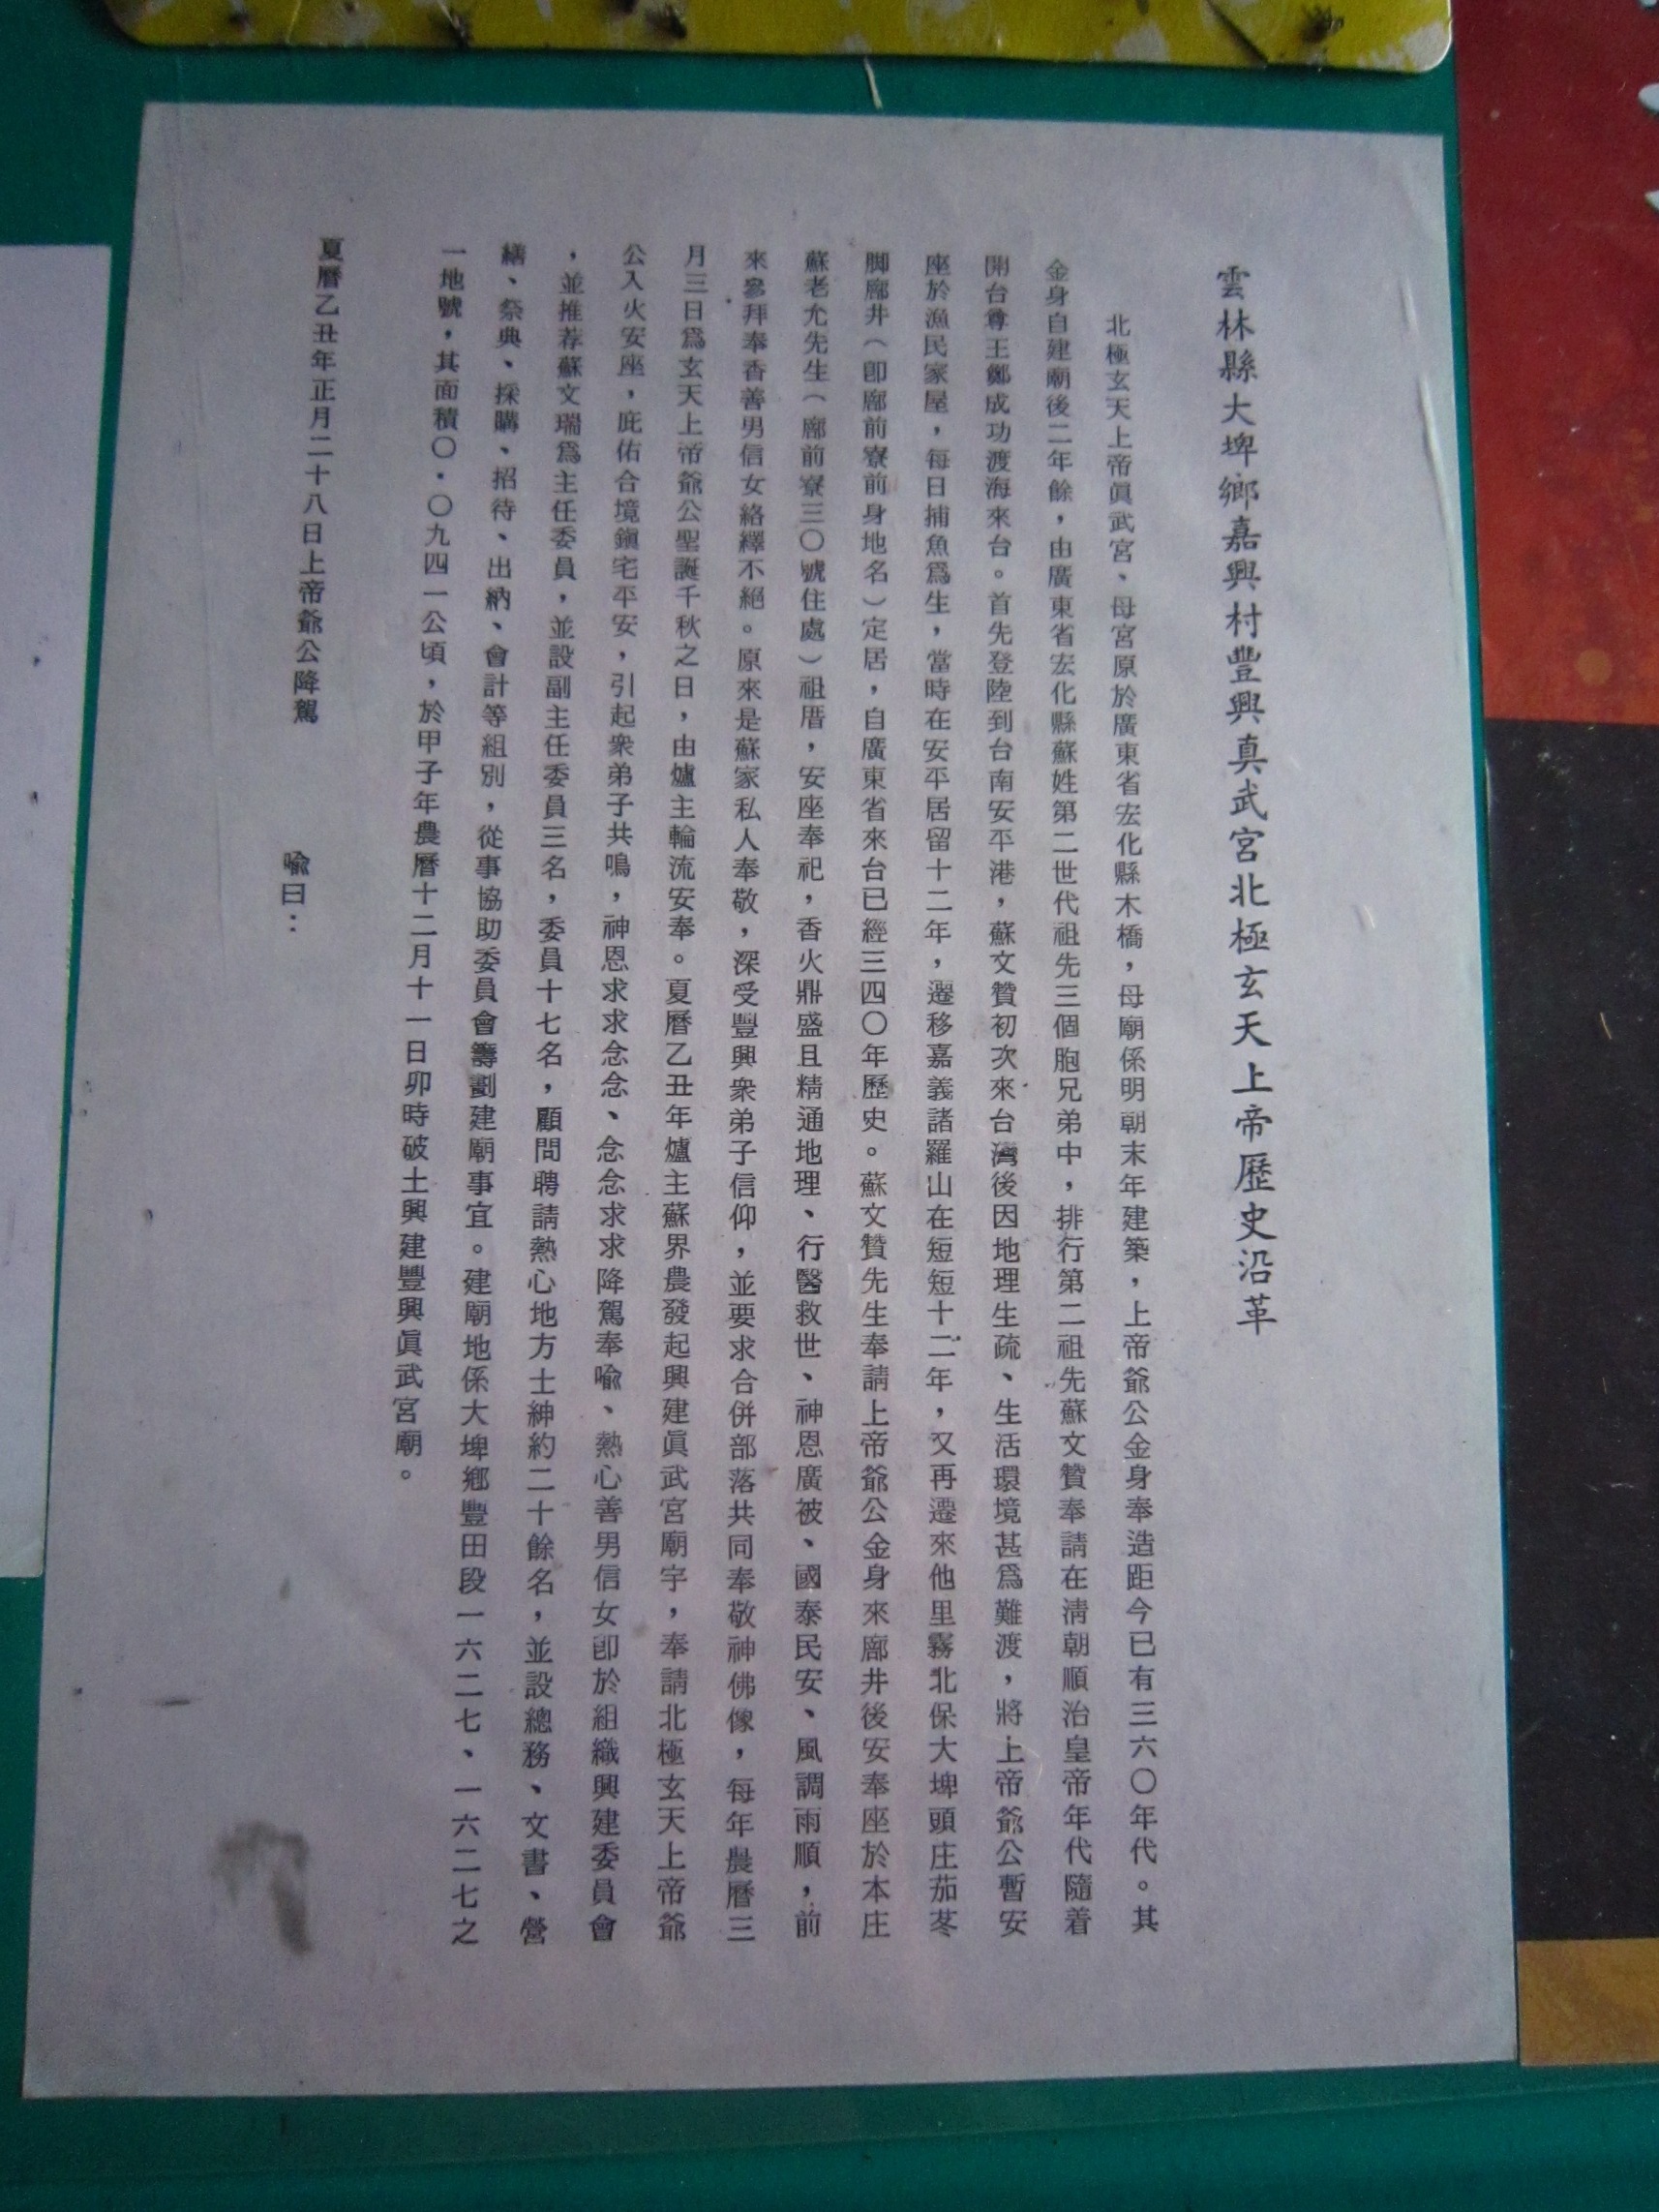 雲林縣大埤鄉嘉興村豐興真武宮北極玄天上帝歷史沿革
北極玄天上帝眞武宮、母宮原於廣東省宏化縣木橋，母廟係明朝末年建築，上帝爺公金身奉造距今已有三六〇年代。其
金身自建廟後二年餘，由廣東省宏化縣蘇姓第二世代祖先三個胞兄弟中，排行第二祖先蘇文贊奉請在清朝順治皇帝年代隨着
開台尊王鄭成功渡海來台。首先登陸到台南安平港，蘇文贊初次來台灣後因地理生疏、生活環境甚爲難渡，將上帝爺公暫安
座於漁民家屋，每日捕魚爲生，當時在安平居留十二年，遷移嘉義諸羅山在短短十二年，又再遷來他里霧北保大埤頭庄茄苳
脚廍井（卽廍前寮前身地名）定居，自廣東省來台已經三四〇年歷史。蘇文贊先生奉請上帝爺公金身來廍井後安奉座於本庄
蘇老允先生（廍前寮三〇號住處）祖厝，安座奉祀，香火鼎盛且精通地理、行醫救世、神恩廣被、國泰民安、風調雨順，前
來參拜奉香善男信女絡繹不絕。原來是蘇家私人奉敬，深受豐興衆弟子信仰，並要求合併部落共同奉敬神佛像，每年農曆三
月三日爲玄天上帝爺公聖誕千秋之日，由爐主輪流安奉。夏曆乙丑年爐主蘇界農發起興建眞武宮廟宇，奉請北極玄天上帝爺
公入火安座，庇佑合境鎭宅平安，引起衆弟子共鳴，神恩求求念念、念念求求降駕奉喩、熱心善男信女卽於組織興建委員會
，並推荐蘇文瑞爲主任委員，並設副主任委員三名，委員十七名，顧問聘請熱心地方士紳約二十餘名，並設總務、文書、營
繕、祭典、採購、招待、出納、會計等組別，從事協助委員會籌劃建廟事宜。建廟地係大埤鄉豐田段一六二七、一六二七之
一地號，其面積〇．〇九四一公頃，於甲子年農曆十二月十一日卯時破土興建豐興眞武宮廟。
夏曆乙丑年正月二十八日上帝爺公降駕　　喩曰：